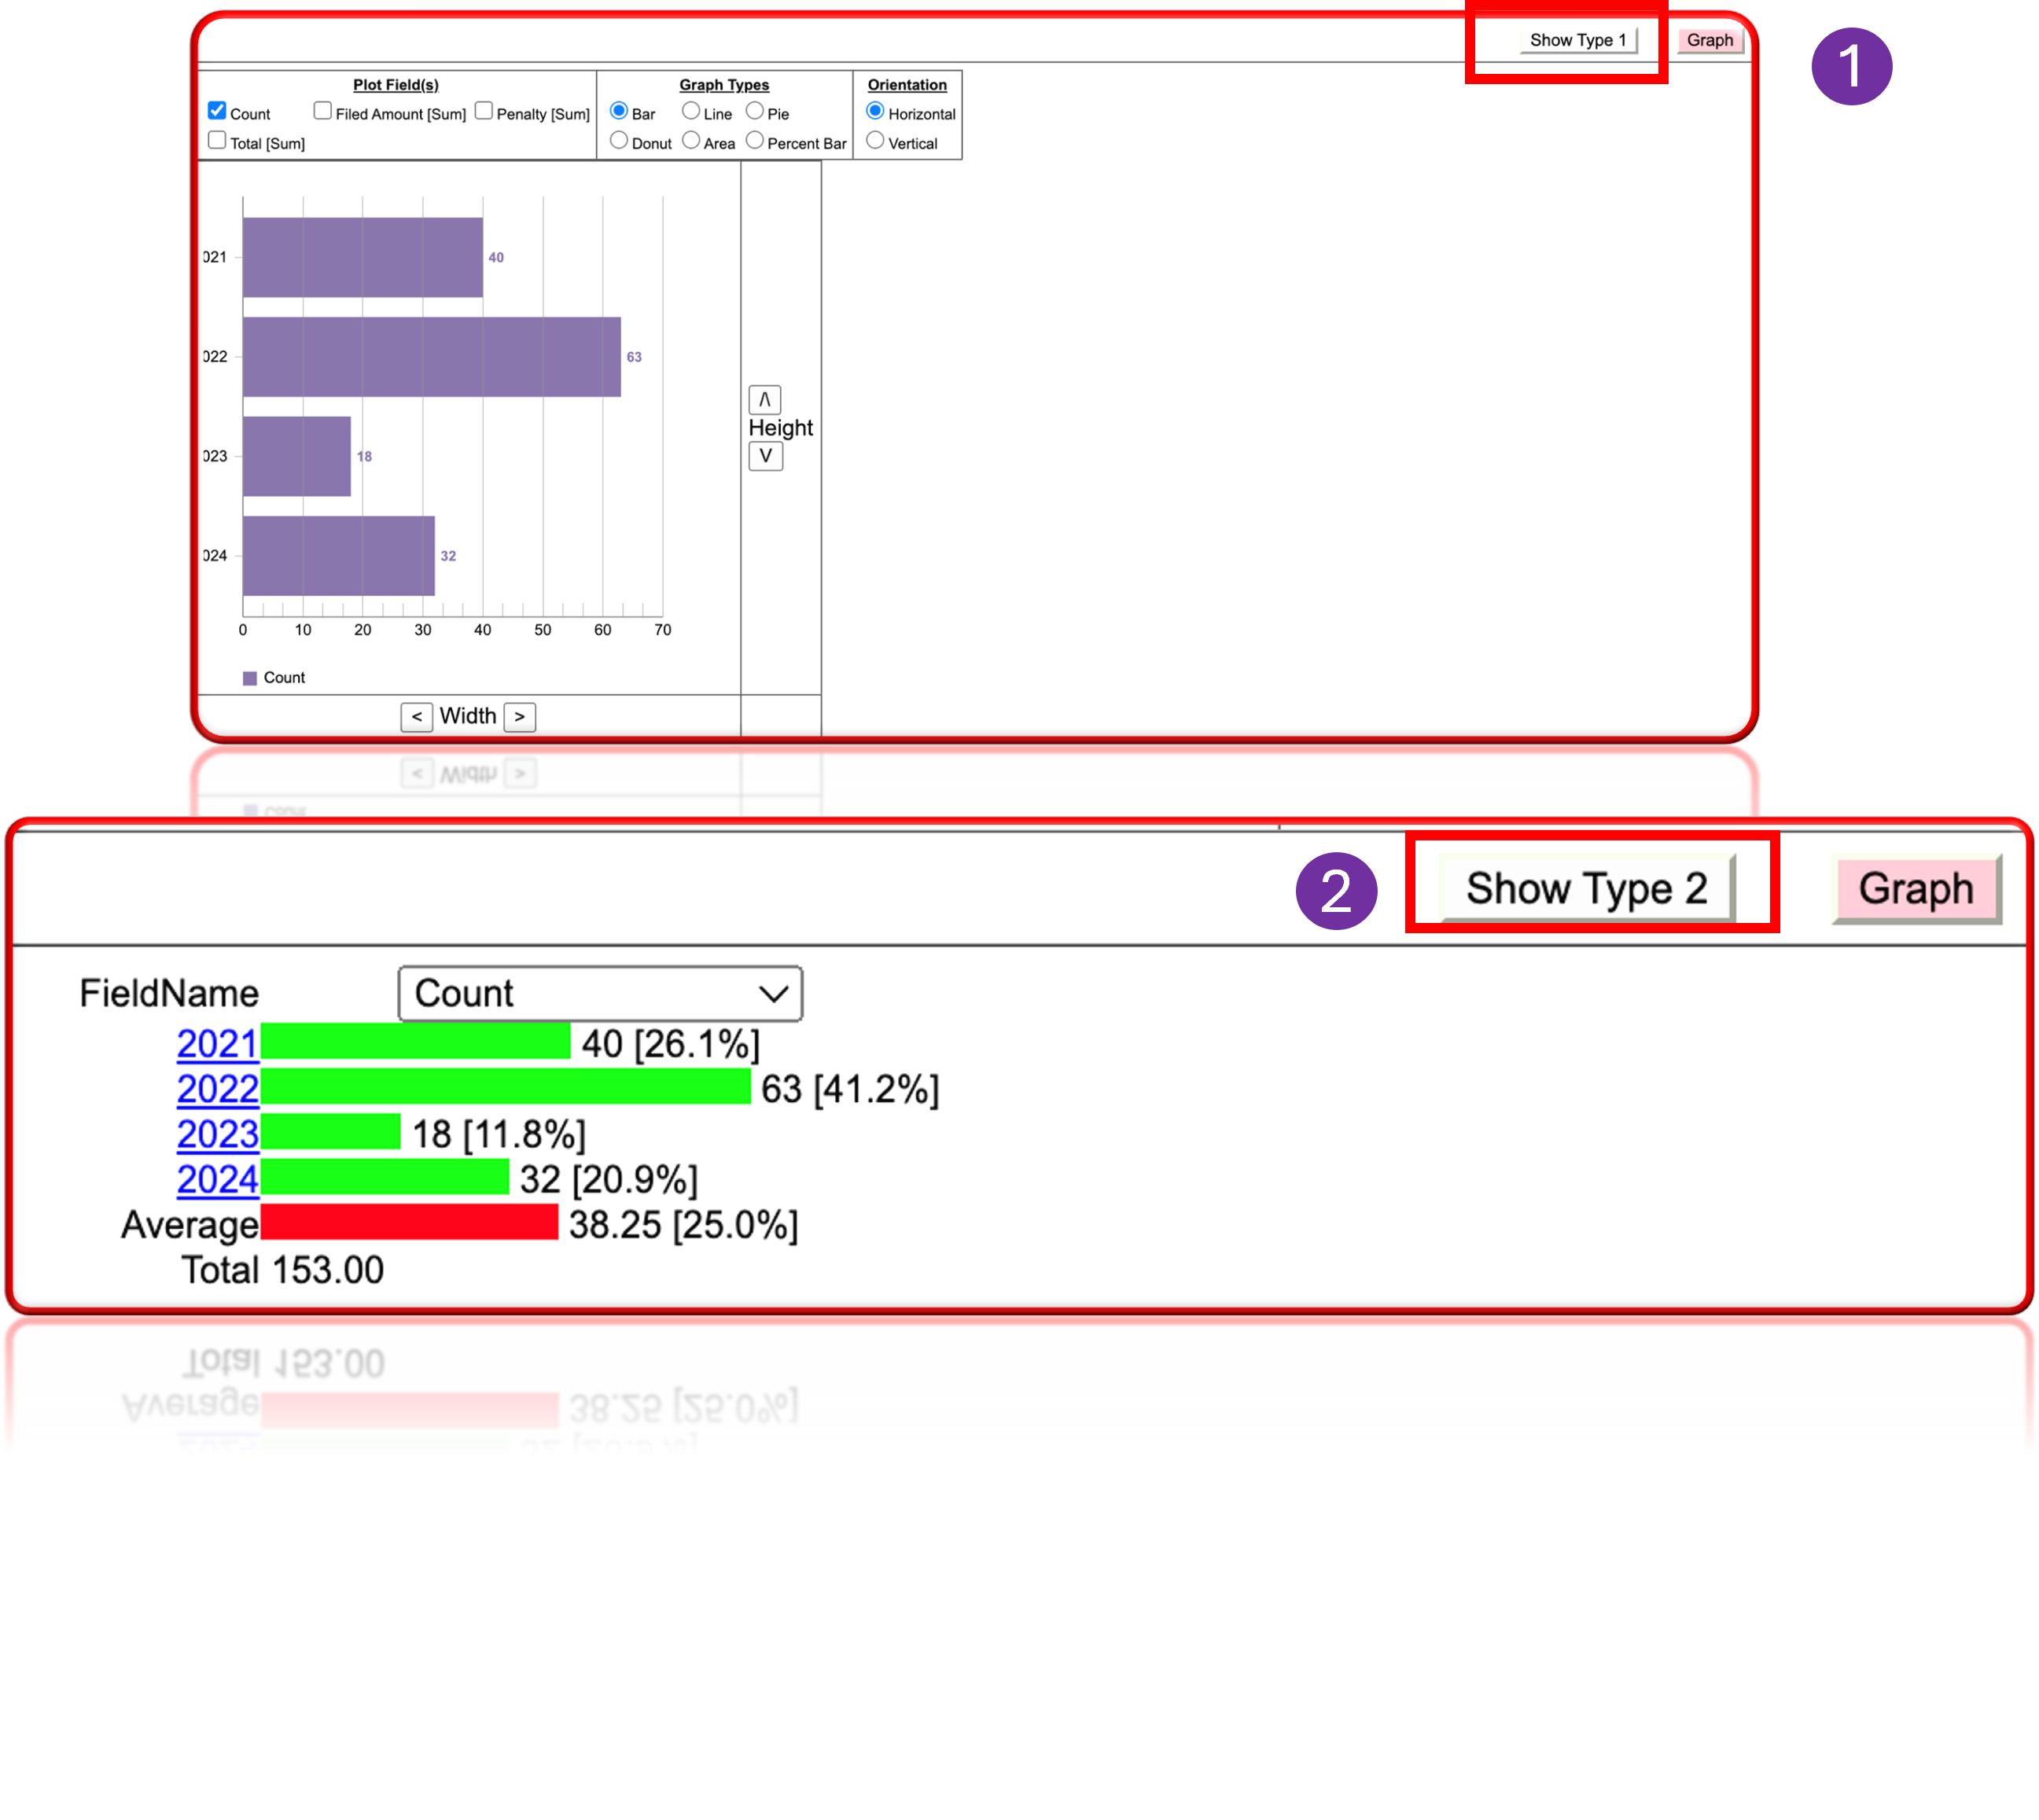 Show Type 1 Graph
1
Plot Field(s) Graph Types Orientation
Count Filed Amount [Sum] Penalty [Sum] Bar Line Pie Horizontal
Total [Sum] Donut Area Percent Bar Vertical
021 40
022 63
023 18
024 32
0 10 20 30 40 50 60 70
Count
Λ
Height
V
< Width >
2 Show Type 2 Graph
FieldName Count
2021 40 [26.1%]
2022 63 [41.2%]
2023 18 [11.8%]
2024 32 [20.9%]
Average 38.25 [25.0%]
Total 153.00